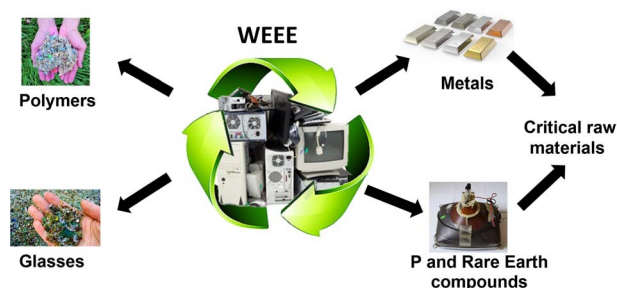 WEEE
Polymers
Metals
Critical raw
materials
Glasses
P and Rare Earth
compounds